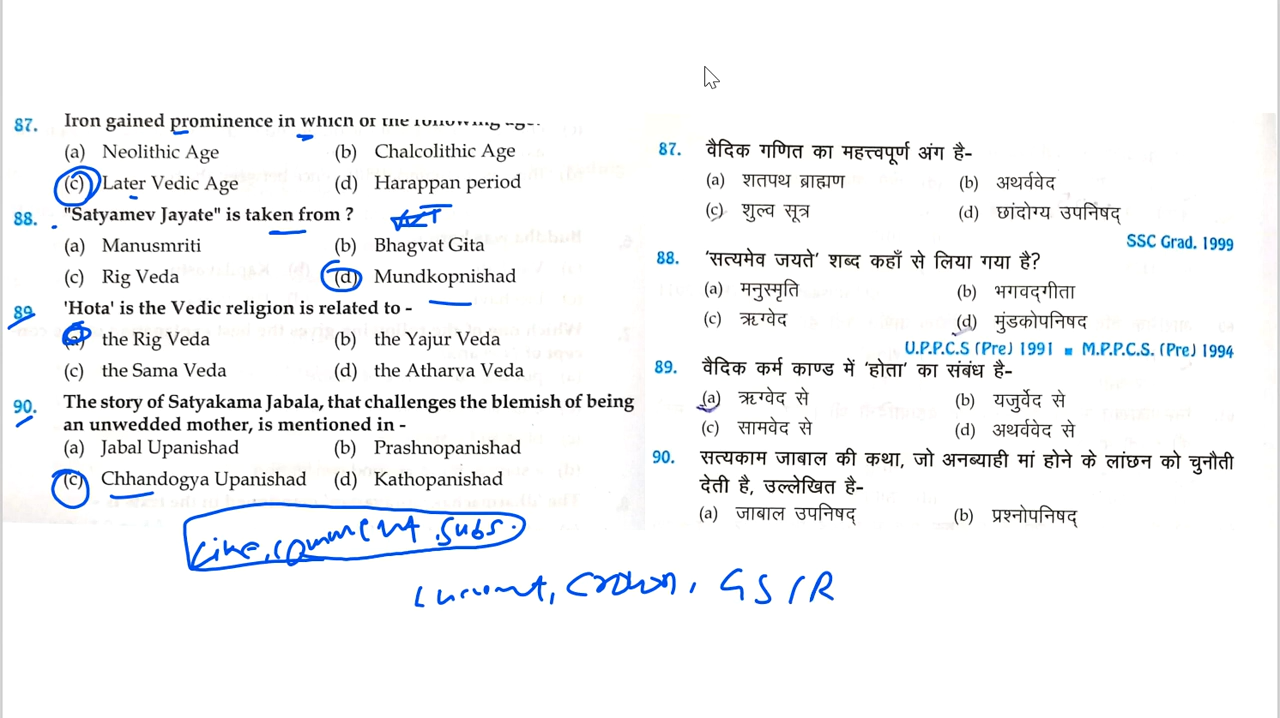 87. Iron gained prominence in which of the following age?
(a) Neolithic Age (b) Chalcolithic Age
(c) Later Vedic Age (d) Harappan period
88. "Satyamev Jayate" is taken from ?
(a) Manusmriti (b) Bhagvat Gita
(c) Rig Veda (d) Mundkopnishad
89. 'Hota' is the Vedic religion is related to -
(a) the Rig Veda (b) the Yajur Veda
(c) the Sama Veda (d) the Atharva Veda
90. The story of Satyakama Jabala, that challenges the blemish of being
an unwedded mother, is mentioned in -
(a) Jabal Upanishad (b) Prashnopanishad
(c) Chhandogya Upanishad (d) Kathopanishad
Like, comment, subs.
87. वैदिक गणित का महत्त्वपूर्ण अंग है-
(a) शतपथ ब्राह्मण (b) अथर्ववेद
(c) शुल्व सूत्र (d) छांदोग्य उपनिषद्
SSC Grad. 1999
88. 'सत्यमेव जयते' शब्द कहाँ से लिया गया है?
(a) मनुस्मृति (b) भगवद्गीता
(c) ऋग्वेद (d) मुंडकोपनिषद
U.P.P.C.S (Pre) 1991 ■ M.P.P.C.S. (Pre) 1994
89. वैदिक कर्म काण्ड में 'होता' का संबंध है-
(a) ऋग्वेद से (b) यजुर्वेद से
(c) सामवेद से (d) अथर्ववेद से
90. सत्यकाम जाबाल की कथा, जो अनब्याही मां होने के लांछन को चुनौती
देती है, उल्लेखित है-
(a) जाबाल उपनिषद् (b) प्रश्नोपनिषद्